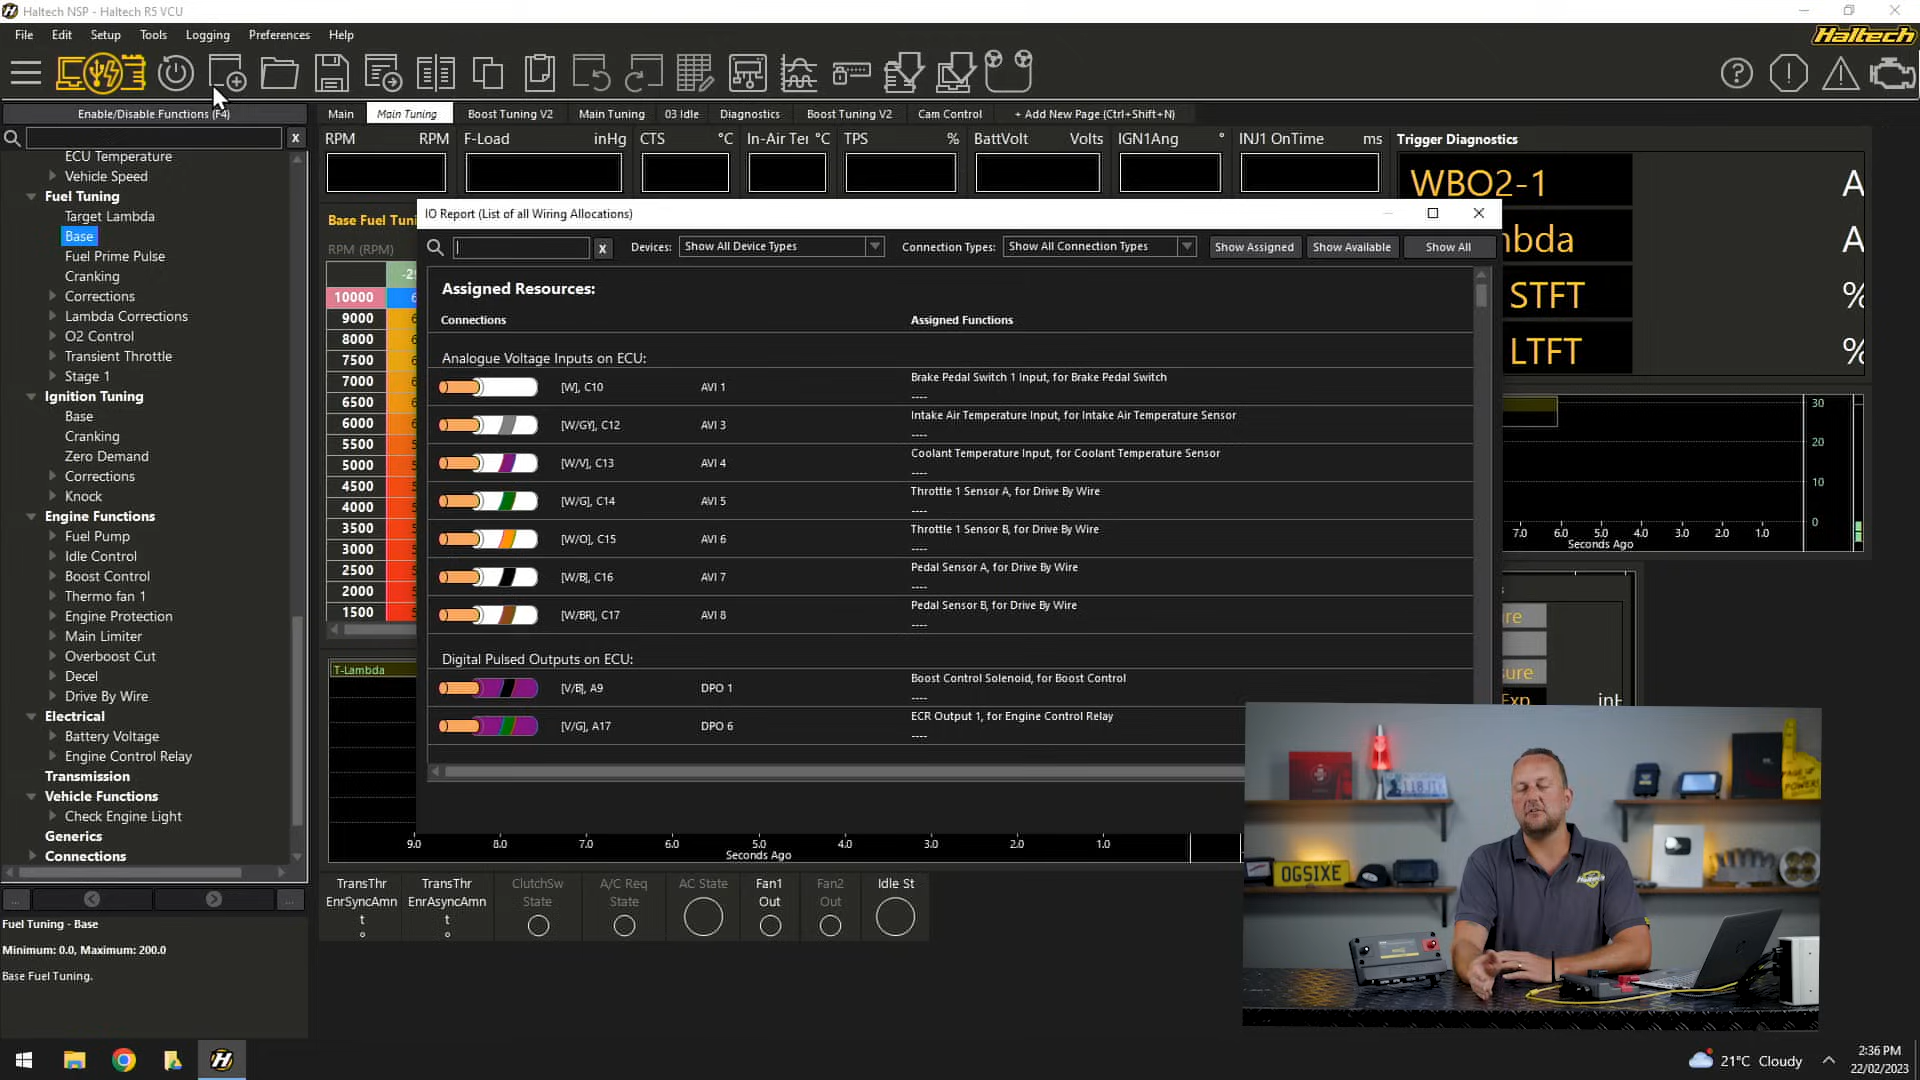 Haltech NSP - Haltech R5 VCU
File Edit Setup Tools Logging Preferences Help
Haltech
Enable/Disable Functions (F4)
Main Main Tuning Boost Tuning V2 Main Tuning 03 Idle Diagnostics Boost Tuning V2 Cam Control + Add New Page (Ctrl+Shift+N)
x
ECU Temperature
Vehicle Speed
Fuel Tuning
Target Lambda
Base
Fuel Prime Pulse
Cranking
Corrections
Lambda Corrections
O2 Control
Transient Throttle
Stage 1
Ignition Tuning
Base
Cranking
Zero Demand
Corrections
Knock
Engine Functions
Fuel Pump
Idle Control
Boost Control
Thermo fan 1
Engine Protection
Main Limiter
Overboost Cut
Decel
Drive By Wire
Electrical
Battery Voltage
Engine Control Relay
Transmission
Vehicle Functions
Check Engine Light
Generics
Connections
... ...
Fuel Tuning - Base
Minimum: 0.0, Maximum: 200.0
Base Fuel Tuning.
RPM RPM F-Load inHg CTS °C In-Air Te °C TPS % BattVolt Volts IGN1Ang ° INJ1 OnTime ms
Trigger Diagnostics
WBO2-1
bda
STFT %
LTFT %
Base Fuel Tuni
RPM (RPM)
10000
9000
8000
7500
7000
6500
6000
5500
5000
4500
4000
3500
3000
2500
2000
1500
IO Report (List of all Wiring Allocations)
x Devices: Show All Device Types Connection Types: Show All Connection Types Show Assigned Show Available Show All
Assigned Resources:
Connections Assigned Functions
Analogue Voltage Inputs on ECU:
[W], C10 AVI 1 Brake Pedal Switch 1 Input, for Brake Pedal Switch
----
[W/GY], C12 AVI 3 Intake Air Temperature Input, for Intake Air Temperature Sensor
----
[W/V], C13 AVI 4 Coolant Temperature Input, for Coolant Temperature Sensor
----
[W/G], C14 AVI 5 Throttle 1 Sensor A, for Drive By Wire
----
[W/O], C15 AVI 6 Throttle 1 Sensor B, for Drive By Wire
----
[W/B], C16 AVI 7 Pedal Sensor A, for Drive By Wire
----
[W/BR], C17 AVI 8 Pedal Sensor B, for Drive By Wire
----
Digital Pulsed Outputs on ECU:
[V/B], A9 DPO 1 Boost Control Solenoid, for Boost Control
----
[V/G], A17 DPO 6 ECR Output 1, for Engine Control Relay
----
30
20
10
0
7.0 6.0 5.0 4.0 3.0 2.0 1.0
Seconds Ago
re
ure
Exp
T-Lambda
9.0 8.0 7.0 6.0 5.0 4.0 3.0 2.0 1.0
Seconds Ago
TransThr EnrSyncAmn t
TransThr EnrAsyncAmn t
ClutchSw State
A/C Req State
AC State
Fan1 Out
Fan2 Out
Idle St
OGSIXE
Haltech
21°C Cloudy
2:36 PM
22/02/2023